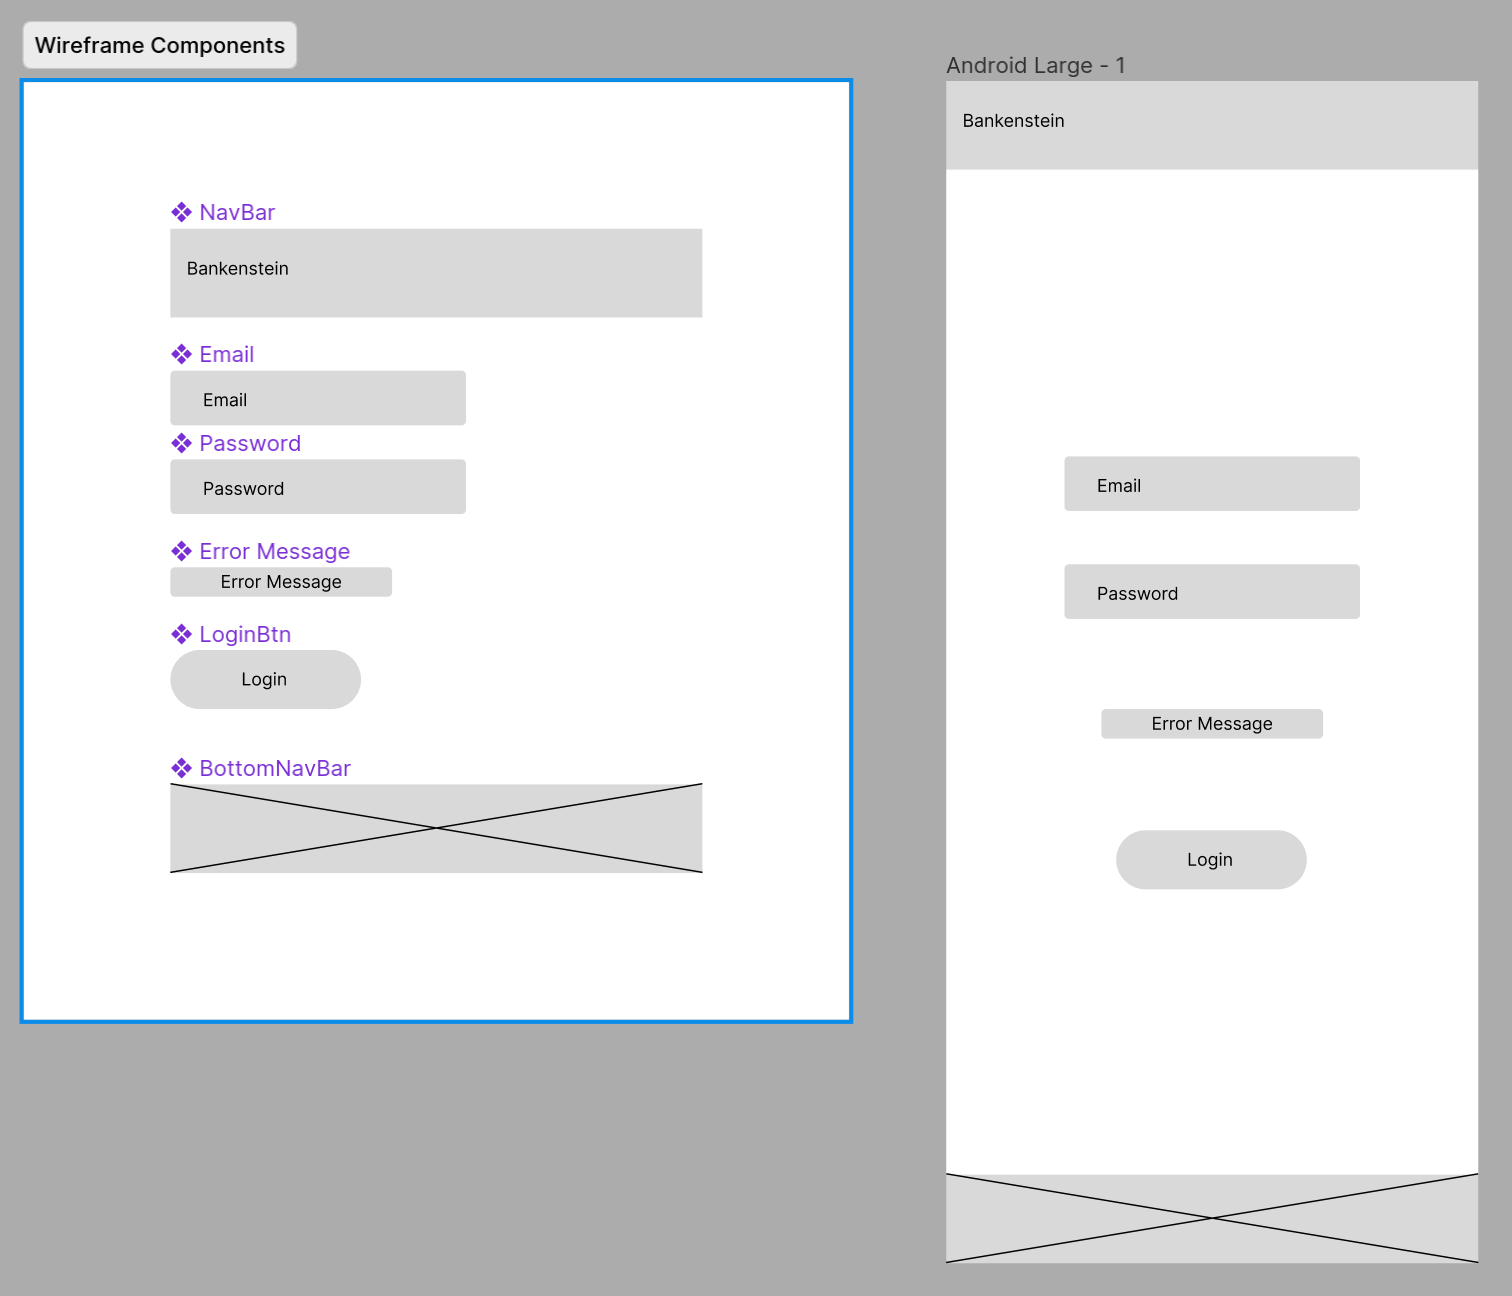 Wireframe Components
NavBar
Bankenstein
Email
Email
Password
Password
Error Message
Error Message
LoginBtn
Login
BottomNavBar
Android Large - 1
Bankenstein
Email
Password
Error Message
Login